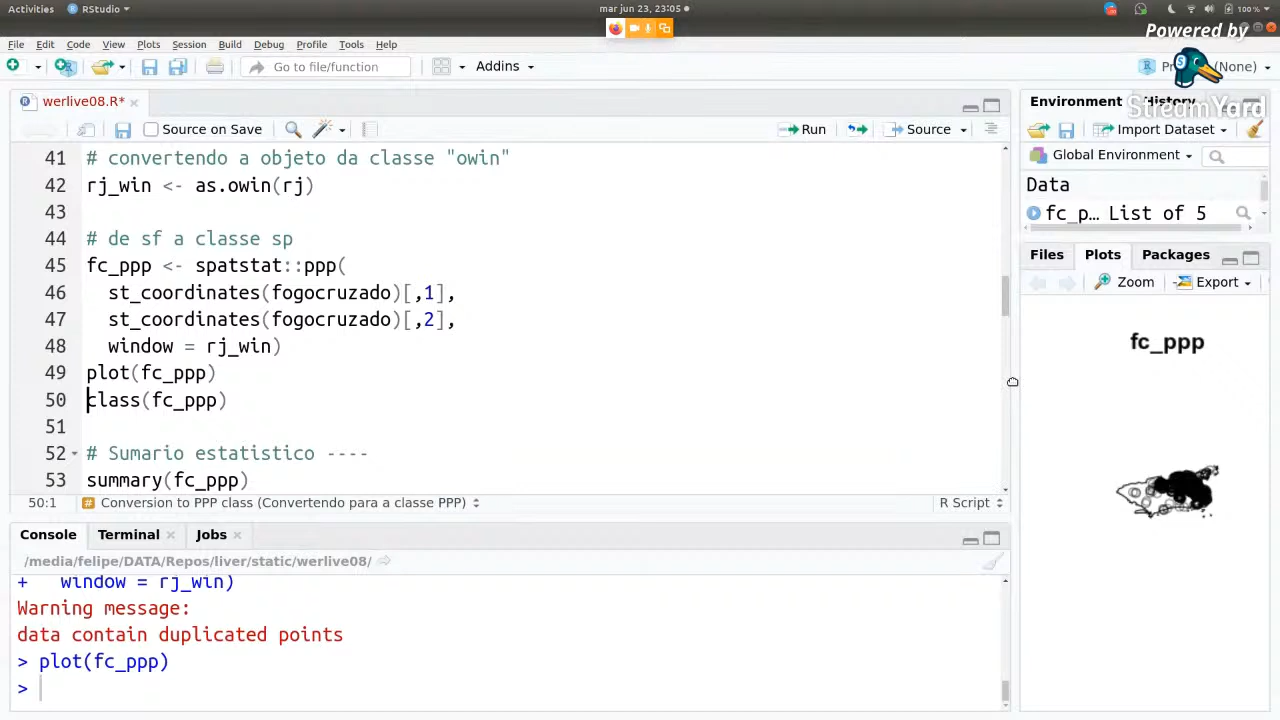 Activities RStudio mar jun 23, 23:05 100 %
Powered by
File Edit Code View Plots Session Build Debug Profile Tools Help
Go to file/function Addins (None)
StreamYard
werlive08.R* Environment History
Source on Save Run Source Import Dataset
Global Environment
41 # convertendo a objeto da classe "owin"
42 rj_win <- as.owin(rj)
43
44 # de sf a classe sp
45 fc_ppp <- spatstat::ppp(
46 st_coordinates(fogocruzado)[,1],
47 st_coordinates(fogocruzado)[,2],
48 window = rj_win)
49 plot(fc_ppp)
50 class(fc_ppp)
51
52 # Sumario estatistico ----
53 summary(fc_ppp)
50:1 Conversion to PPP class (Convertendo para a classe PPP) R Script
Data
fc_p... List of 5
Files Plots Packages
Zoom Export
fc_ppp
Console Terminal Jobs
/media/felipe/DATA/Repos/liver/static/werlive08/
+ window = rj_win)
Warning message:
data contain duplicated points
> plot(fc_ppp)
>